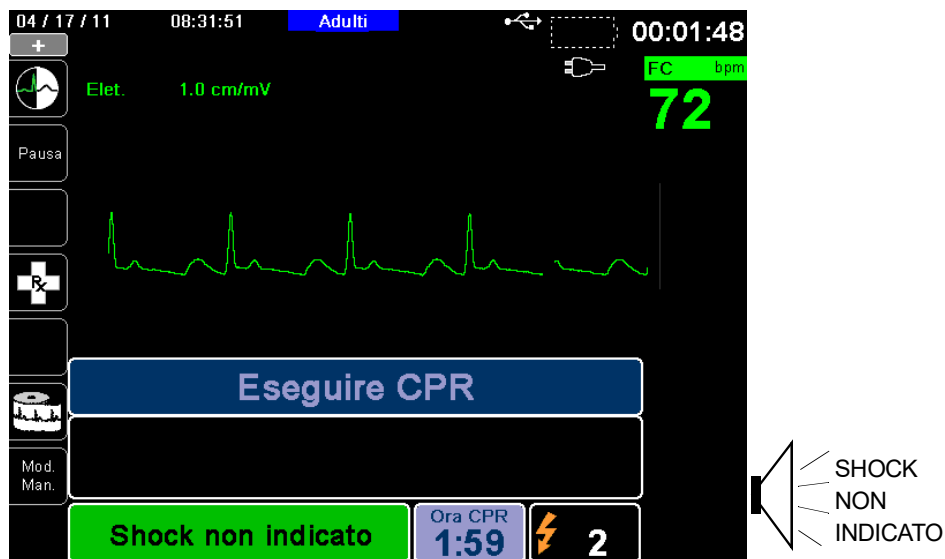 04 / 17 / 11 08:31:51 Adulti 00:01:48
+
FC bpm
72
Elet. 1.0 cm/mV
Pausa
Rx
Eseguire CPR
Mod.
Man.
Shock non indicato
Ora CPR
1:59
2
SHOCK
NON
INDICATO